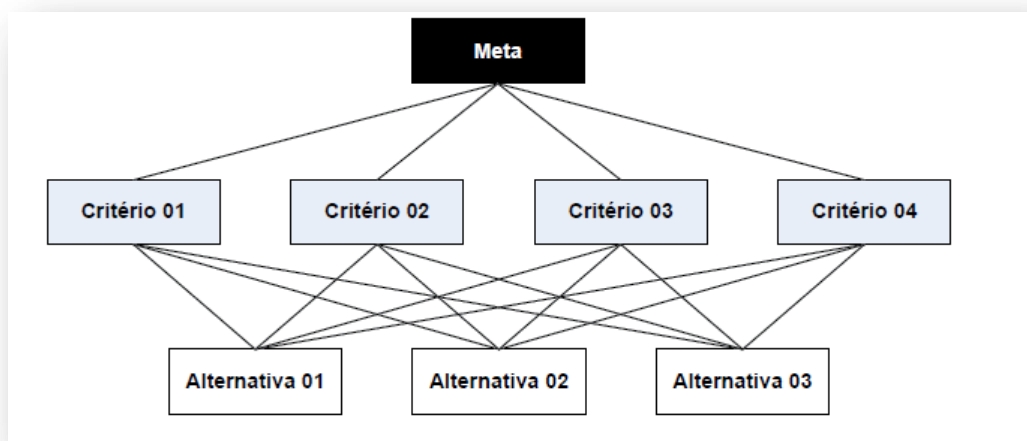 Meta
Critério 01
Critério 02
Critério 03
Critério 04
Alternativa 01
Alternativa 02
Alternativa 03